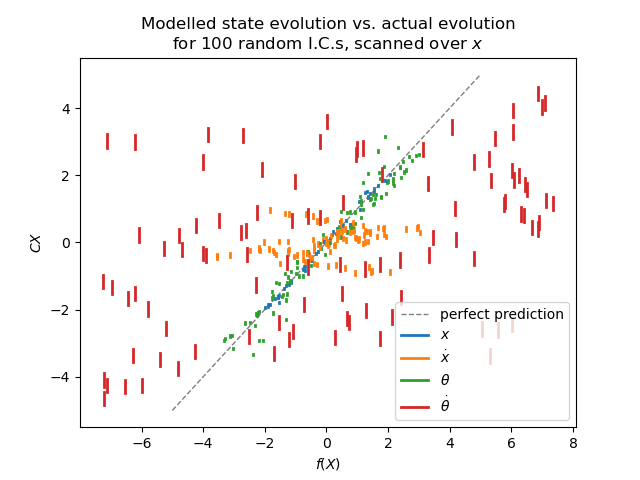 Modelled state evolution vs. actual evolution
for 100 random I.C.s, scanned over x
CX
4
2
0
−2
−4
perfect prediction
x
ẋ
θ
θ̇
−6
−4
−2
0
2
4
6
8
f(X)